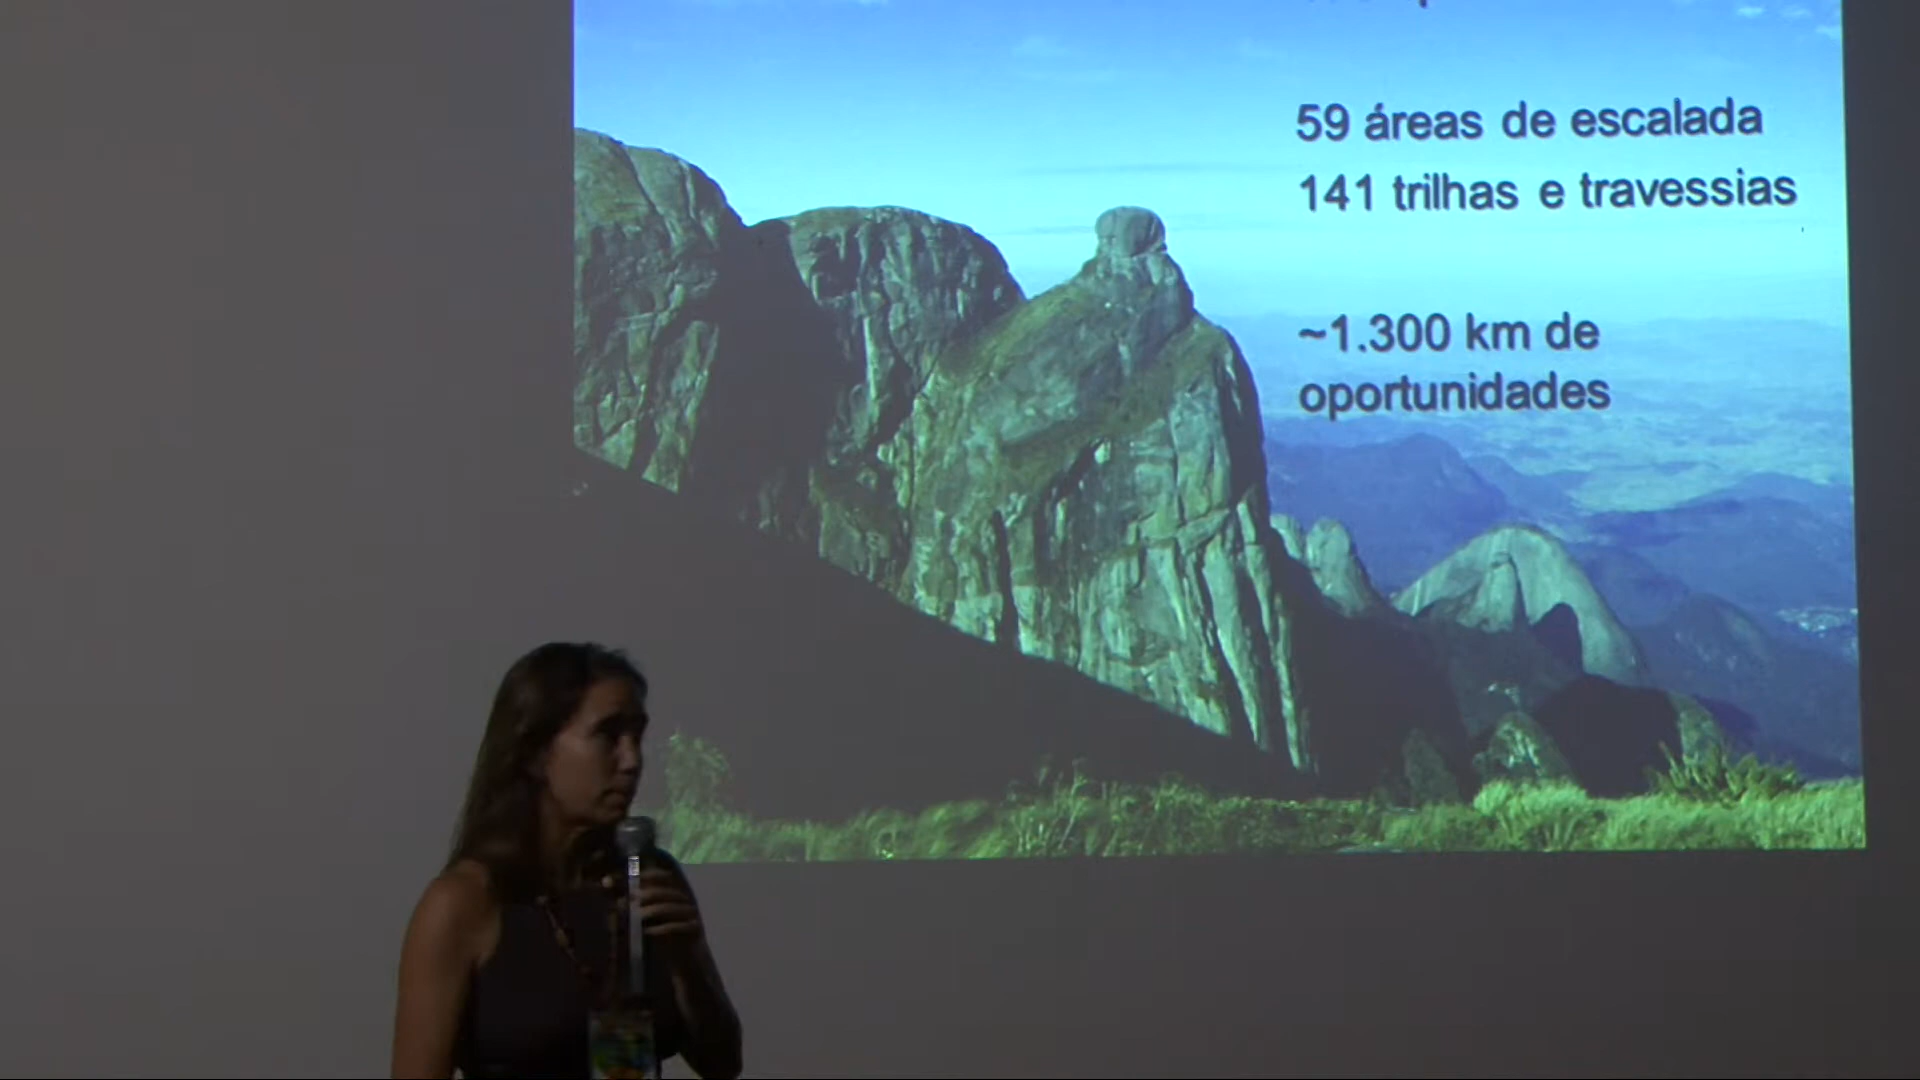 59 áreas de escalada
141 trilhas e travessias
~1.300 km de
oportunidades